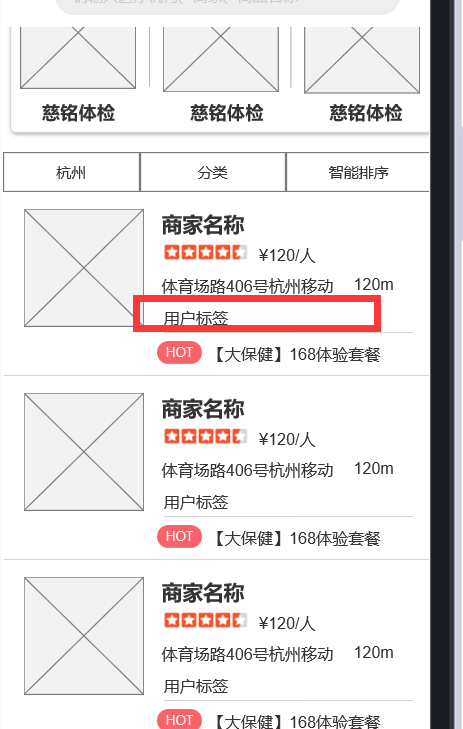 慈铭体检 慈铭体检 慈铭体检
杭州 分类 智能排序
商家名称
¥120/人
体育场路406号杭州移动 120m
用户标签
HOT 【大保健】168体验套餐
商家名称
¥120/人
体育场路406号杭州移动 120m
用户标签
HOT 【大保健】168体验套餐
商家名称
¥120/人
体育场路406号杭州移动 120m
用户标签
HOT 【大保健】168体验套餐